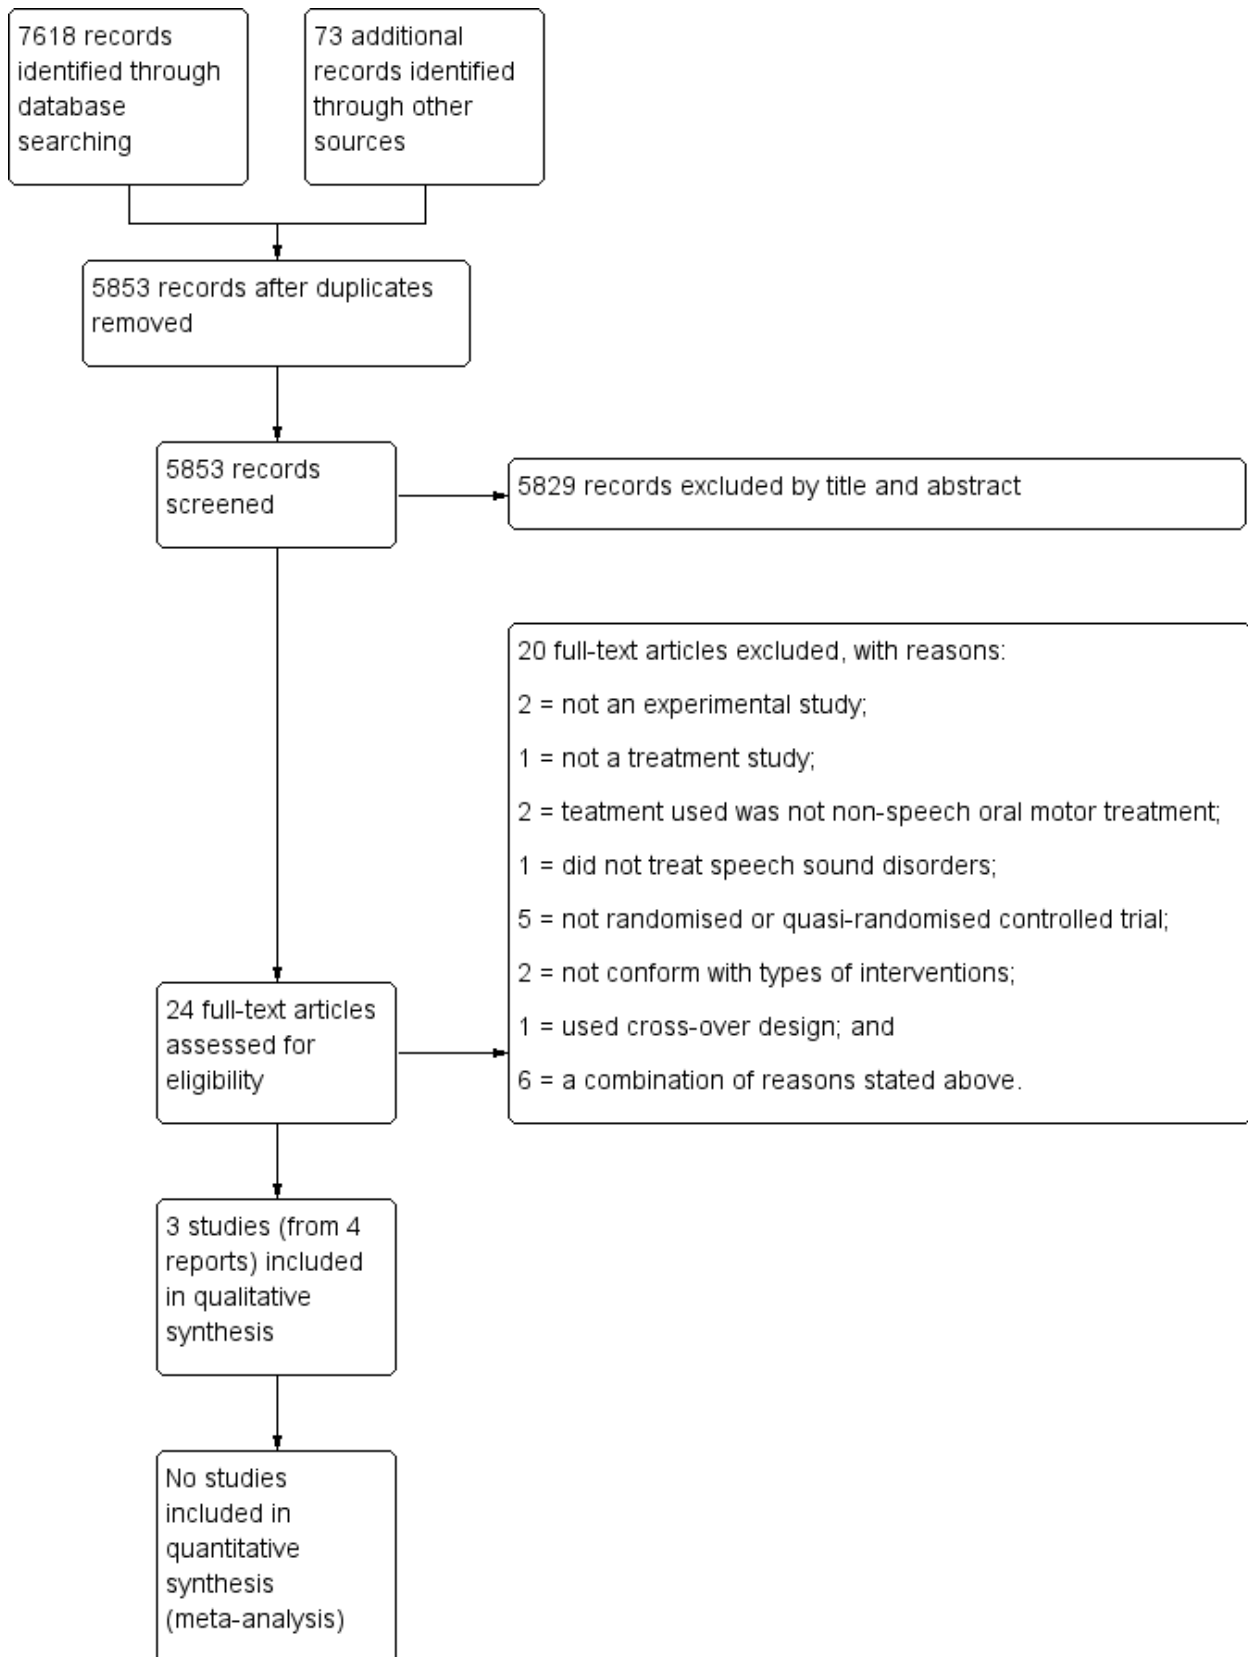 7618 records
identified through
database
searching
73 additional
records identified
through other
sources
5853 records after duplicates
removed
5853 records
screened
5829 records excluded by title and abstract
20 full-text articles excluded, with reasons:
2 = not an experimental study;
1 = not a treatment study;
2 = teatment used was not non-speech oral motor treatment;
1 = did not treat speech sound disorders;
5 = not randomised or quasi-randomised controlled trial;
2 = not conform with types of interventions;
1 = used cross-over design; and
6 = a combination of reasons stated above.
24 full-text articles
assessed for
eligibility
3 studies (from 4
reports) included
in qualitative
synthesis
No studies
included in
quantitative
synthesis
(meta-analysis)